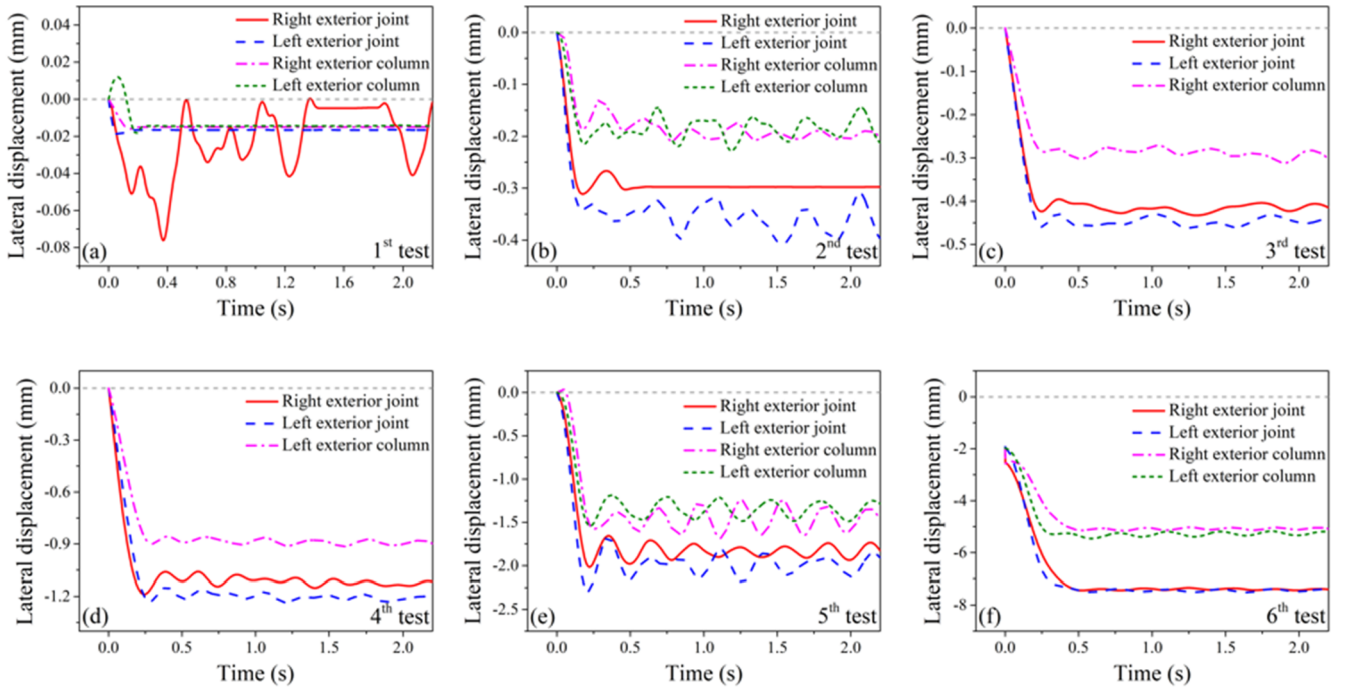 Lateral displacement (mm)
0.04
0.02
0.00
-0.02
-0.04
-0.06
-0.08
Right exterior joint
Left exterior joint
Right exterior column
Left exterior column
(a)
1st test
0.0 0.4 0.8 1.2 1.6 2.0
Time (s)
Lateral displacement (mm)
0.0
-0.1
-0.2
-0.3
-0.4
Right exterior joint
Left exterior joint
Right exterior column
Left exterior column
(b)
2nd test
0.0 0.5 1.0 1.5 2.0
Time (s)
Lateral displacement (mm)
0.0
-0.1
-0.2
-0.3
-0.4
-0.5
Right exterior joint
Left exterior joint
Right exterior column
(c)
3rd test
0.0 0.5 1.0 1.5 2.0
Time (s)
Lateral displacement (mm)
0.0
-0.3
-0.6
-0.9
-1.2
Right exterior joint
Left exterior joint
Left exterior column
(d)
4th test
0.0 0.5 1.0 1.5 2.0
Time (s)
Lateral displacement (mm)
0.0
-0.5
-1.0
-1.5
-2.0
-2.5
Right exterior joint
Left exterior joint
Right exterior column
Left exterior column
(e)
5th test
0.0 0.5 1.0 1.5 2.0
Time (s)
Lateral displacement (mm)
0
-2
-4
-6
-8
Right exterior joint
Left exterior joint
Right exterior column
Left exterior column
(f)
6th test
0.0 0.5 1.0 1.5 2.0
Time (s)